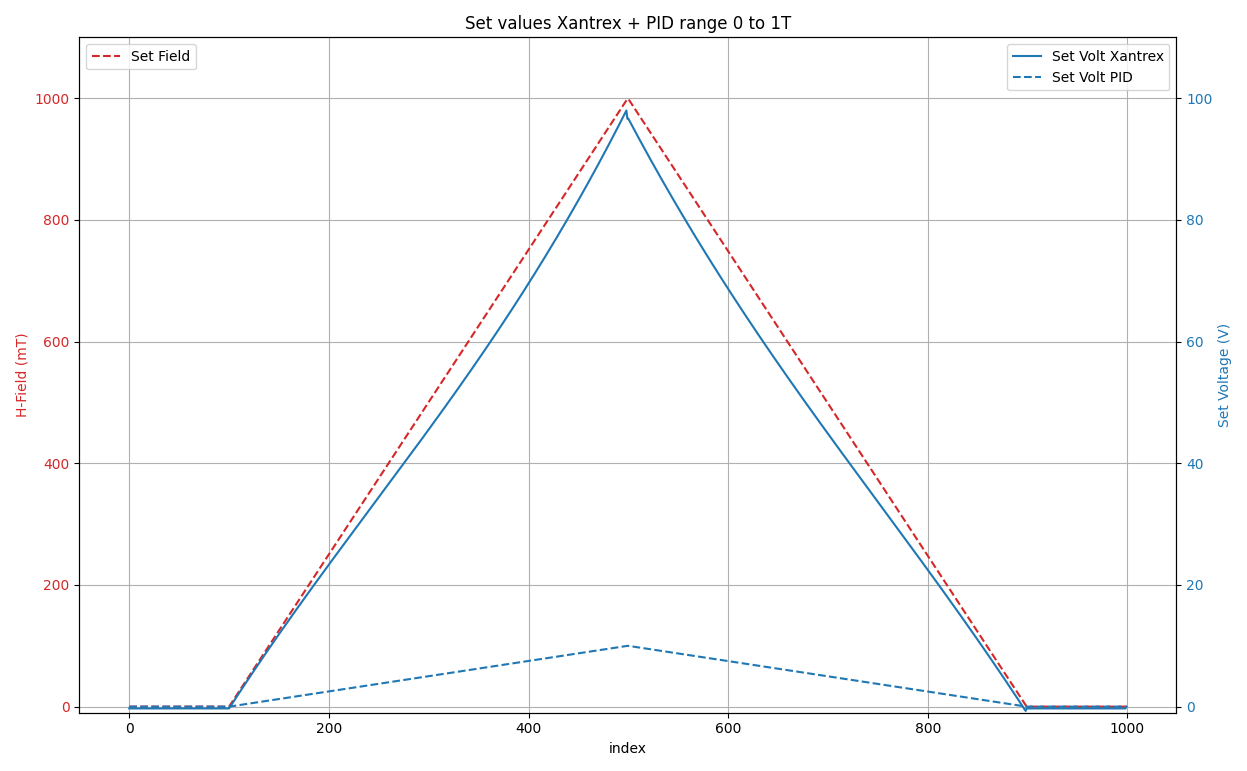 Set values Xantrex + PID range 0 to 1T
Set Field
Set Volt Xantrex
Set Volt PID
1000
800
600
400
200
0
H-Field (mT)
100
80
60
40
20
0
Set Voltage (V)
0
200
400
600
800
1000
index